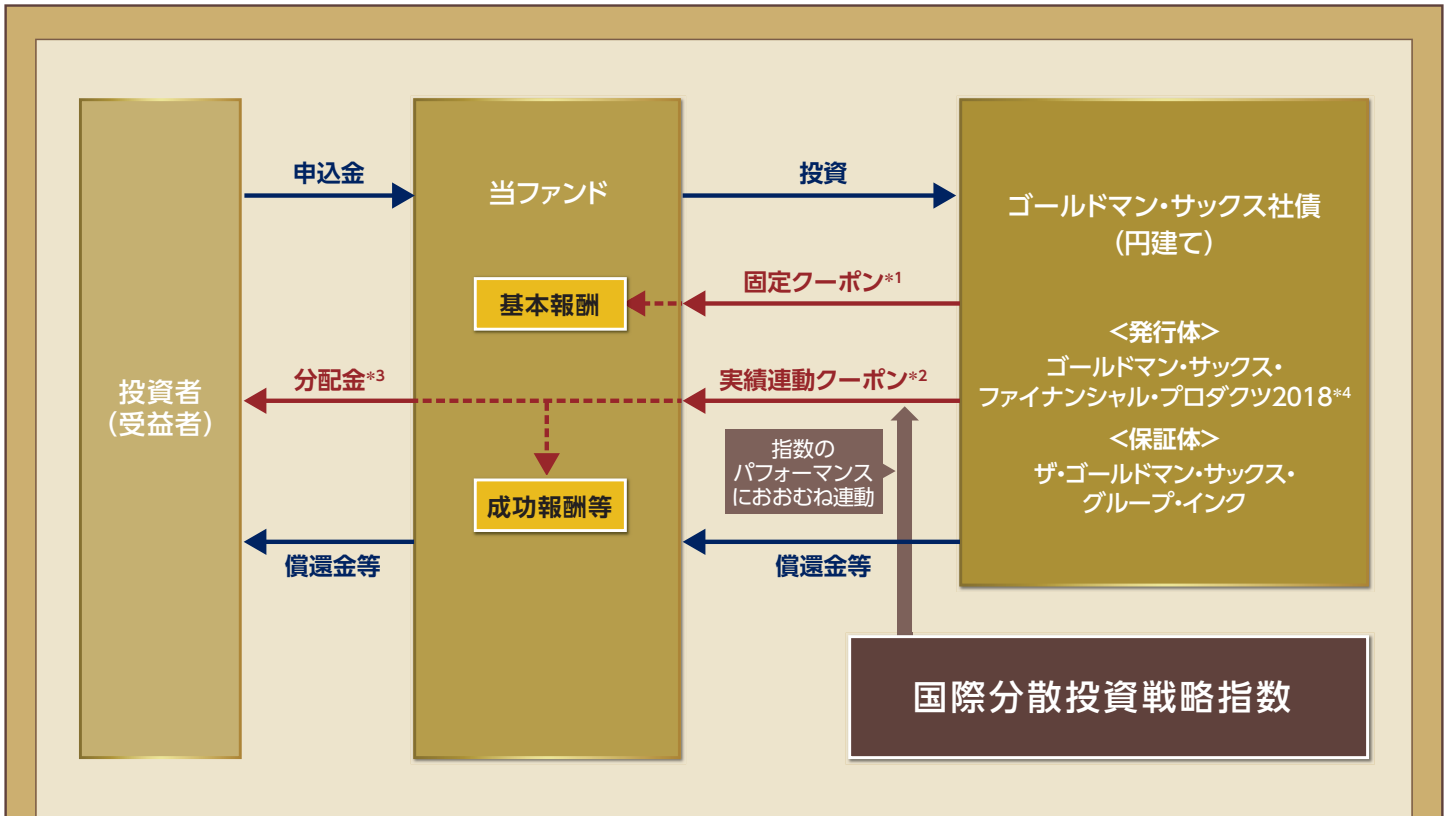 申込金
投資
当ファンド
ゴールドマン・サックス社債
（円建て）
固定クーポン*1
基本報酬
<発行体>
ゴールドマン・サックス・
ファイナンシャル・プロダクツ2018*4
分配金*3
実績連動クーポン*2
投資者
（受益者）
<保証体>
ザ・ゴールドマン・サックス・
グループ・インク
指数の
パフォーマンス
におおむね連動
成功報酬等
償還金等
償還金等
国際分散投資戦略指数